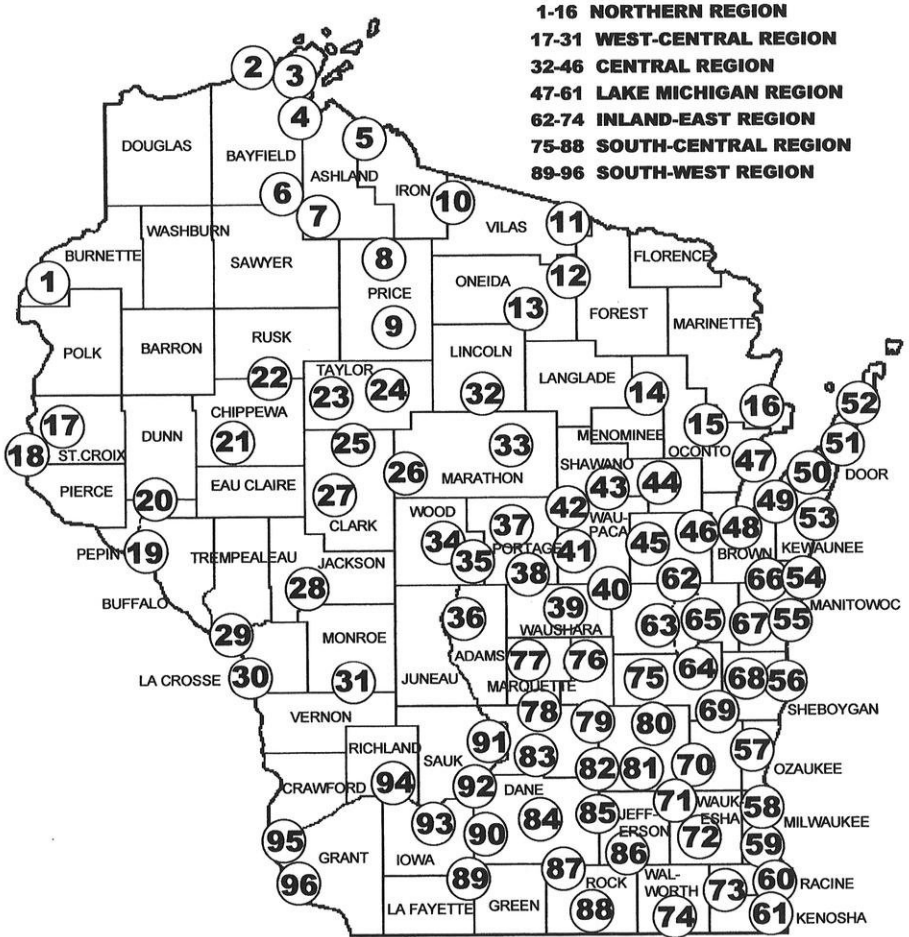 1-16 NORTHERN REGION
17-31 WEST-CENTRAL REGION
32-46 CENTRAL REGION
47-61 LAKE MICHIGAN REGION
62-74 INLAND-EAST REGION
75-88 SOUTH-CENTRAL REGION
89-96 SOUTH-WEST REGION
2
3
4
5
DOUGLAS
BAYFIELD
ASHLAND
6
7
IRON
10
VILAS
11
WASHBURN
BURNETTE
1
SAWYER
8
PRICE
9
ONEIDA
12
13
FLORENCE
FOREST
MARINETTE
POLK
BARRON
RUSK
22
LINCOLN
32
LANGLADE
14
TAYLOR
23
24
15
16
52
17
18
ST.CROIX
DUNN
CHIPPEWA
21
25
33
MENOMINEE
OCONTO
47
51
50
DOOR
PIERCE
EAU CLAIRE
26
MARATHON
SHAWANO
43
44
49
20
27
CLARK
WOOD
34
35
37
PORTAGE
38
42
41
WAU-
PACA
45
46
48
BROWN
53
KEWAUNEE
PEPIN
19
TREMPEALEAU
JACKSON
28
BUFFALO
40
62
66
54
MANITOWOC
29
MONROE
36
39
WAUSHARA
63
65
67
55
LA CROSSE
30
31
JUNEAU
ADAMS
77
76
MARQUETTE
75
64
68
56
SHEBOYGAN
VERNON
78
79
80
69
RICHLAND
SAUK
91
83
82
81
70
57
OZAUKEE
CRAWFORD
94
92
DANE
71
WAUK-
ESHA
72
58
MILWAUKEE
59
93
90
84
85
JEFF-
ERSON
86
95
GRANT
IOWA
96
89
LA FAYETTE
GREEN
87
ROCK
88
WAL-
WORTH
74
73
60
RACINE
61
KENOSHA